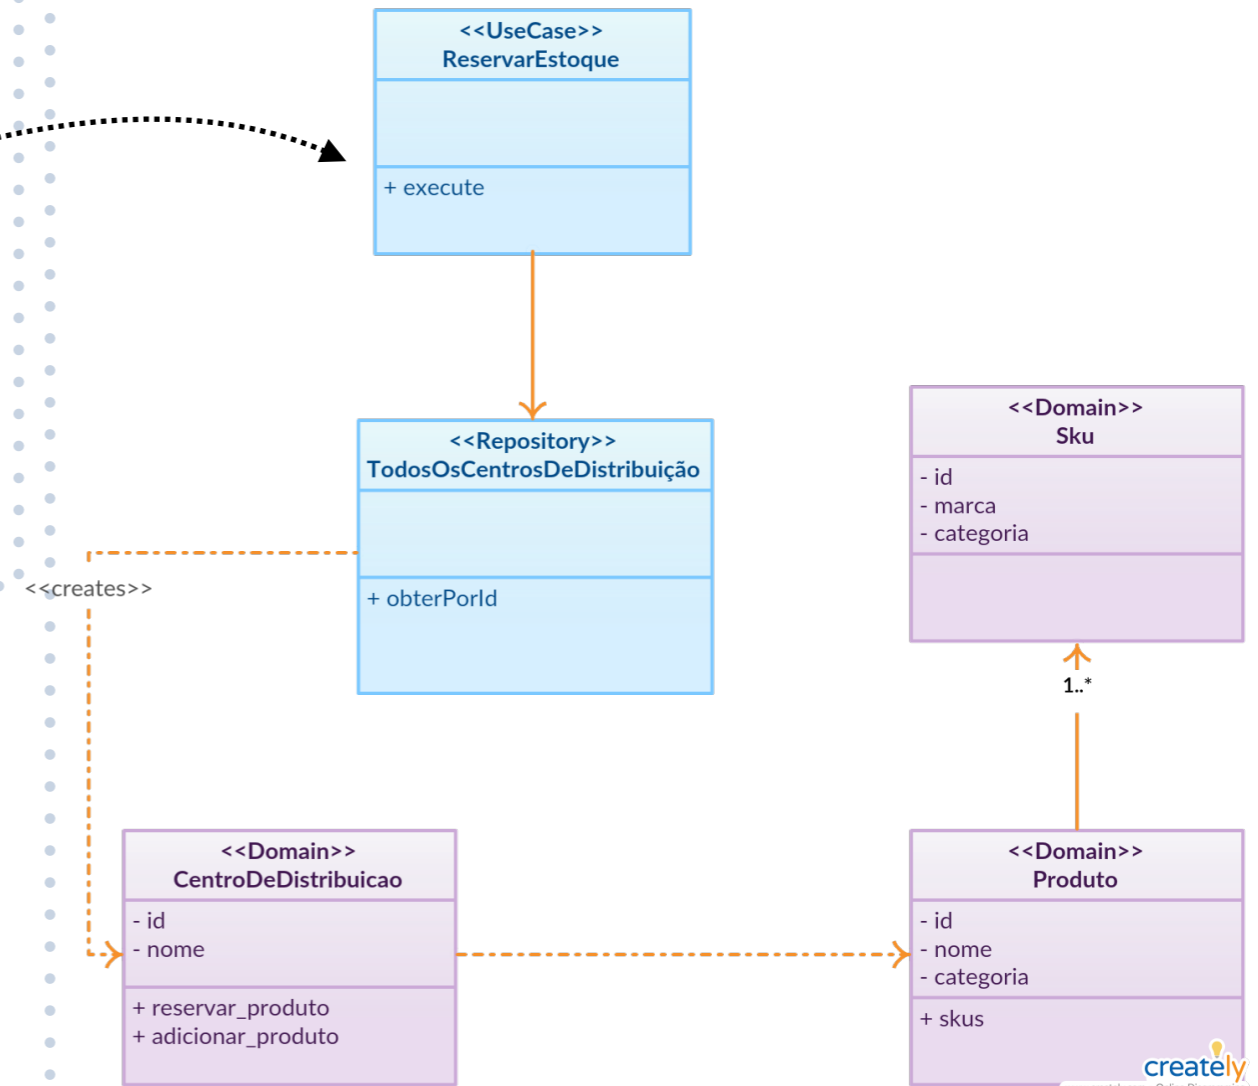 <<UseCase>>
ReservarEstoque
+ execute
<<Repository>>
TodosOsCentrosDeDistribuição
+ obterPorId
<<creates>>
<<Domain>>
Sku
- id
- marca
- categoria
1..*
<<Domain>>
CentroDeDistribuicao
- id
- nome
+ reservar_produto
+ adicionar_produto
<<Domain>>
Produto
- id
- nome
- categoria
+ skus
creately